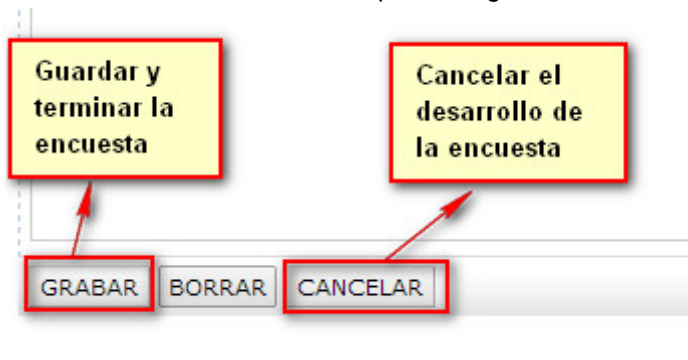 Guardar y
terminar la
encuesta
Cancelar el
desarrollo de
la encuesta
GRABAR BORRAR CANCELAR